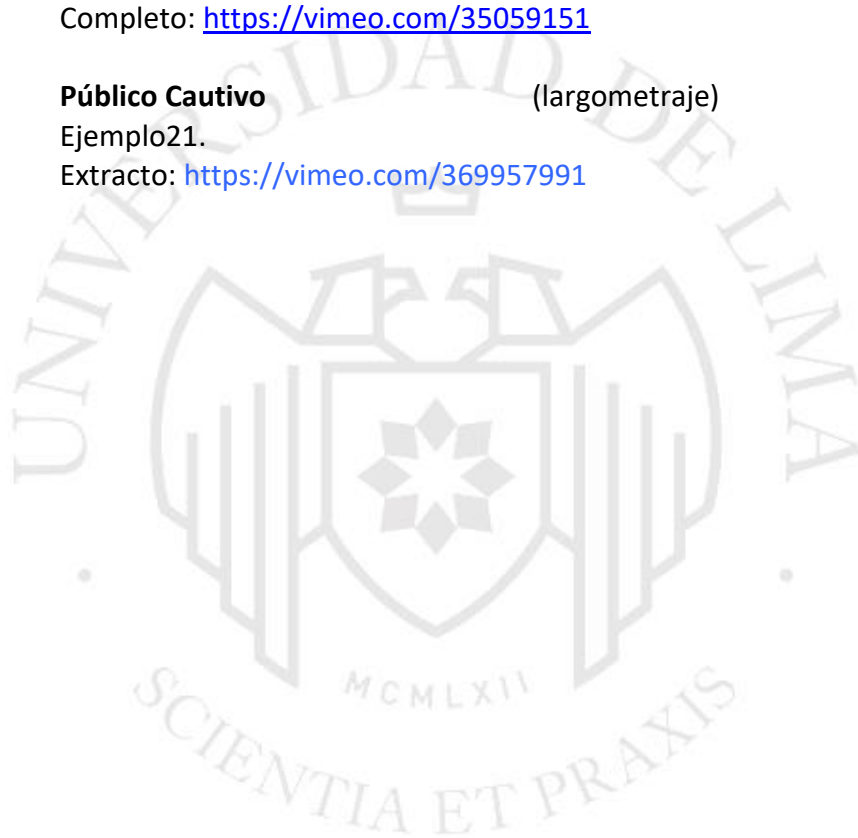 Completo: https://vimeo.com/35059151
Público Cautivo (largometraje)
Ejemplo21.
Extracto: https://vimeo.com/369957991
UNIVERSIDAD DE LIMA
MCMLXII
SCIENTIA ET PRAXIS